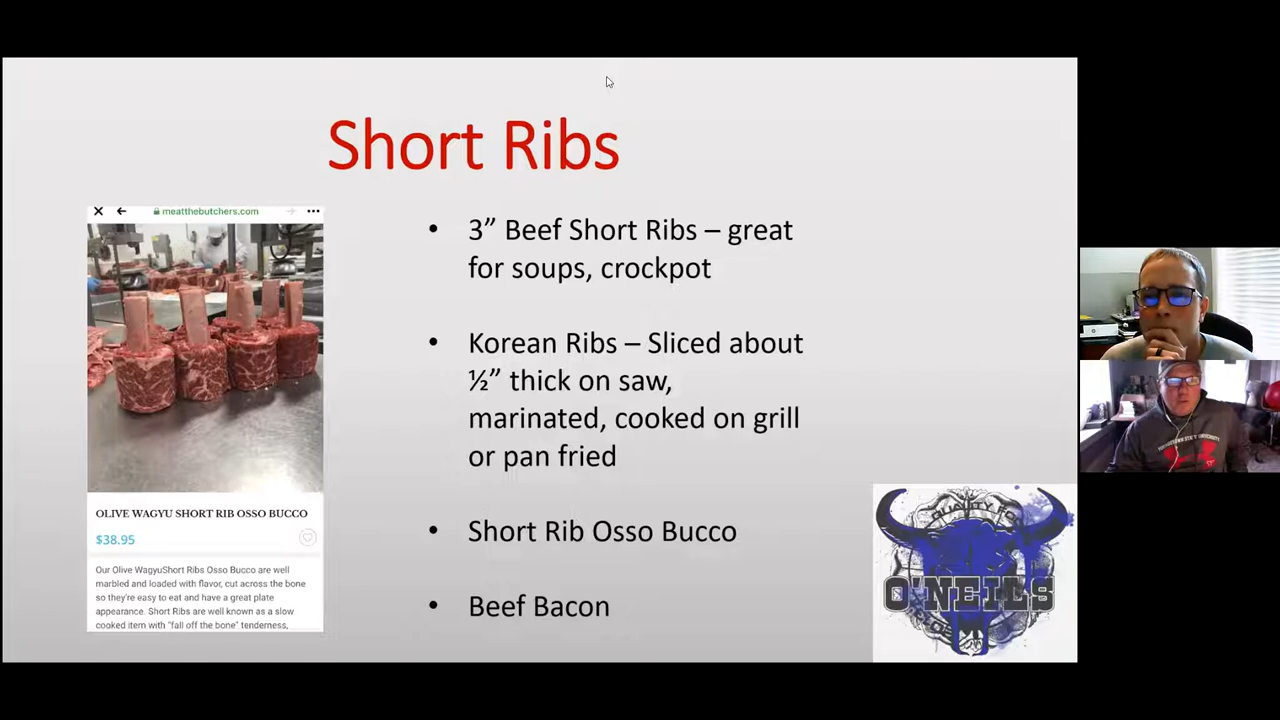 Short Ribs
meatthebutchers.com
OLIVE WAGYU SHORT RIB OSSO BUCCO
$38.95
Our Olive WagyuShort Ribs Osso Bucco are well
marbled and loaded with flavor, cut across the bone
so they're easy to eat and have a great plate
appearance. Short Ribs are well known as a slow
cooked item with "fall off the bone" tenderness,
• 3” Beef Short Ribs – great
for soups, crockpot
• Korean Ribs – Sliced about
½” thick on saw,
marinated, cooked on grill
or pan fried
• Short Rib Osso Bucco
• Beef Bacon
QUALITY
O'NEILS